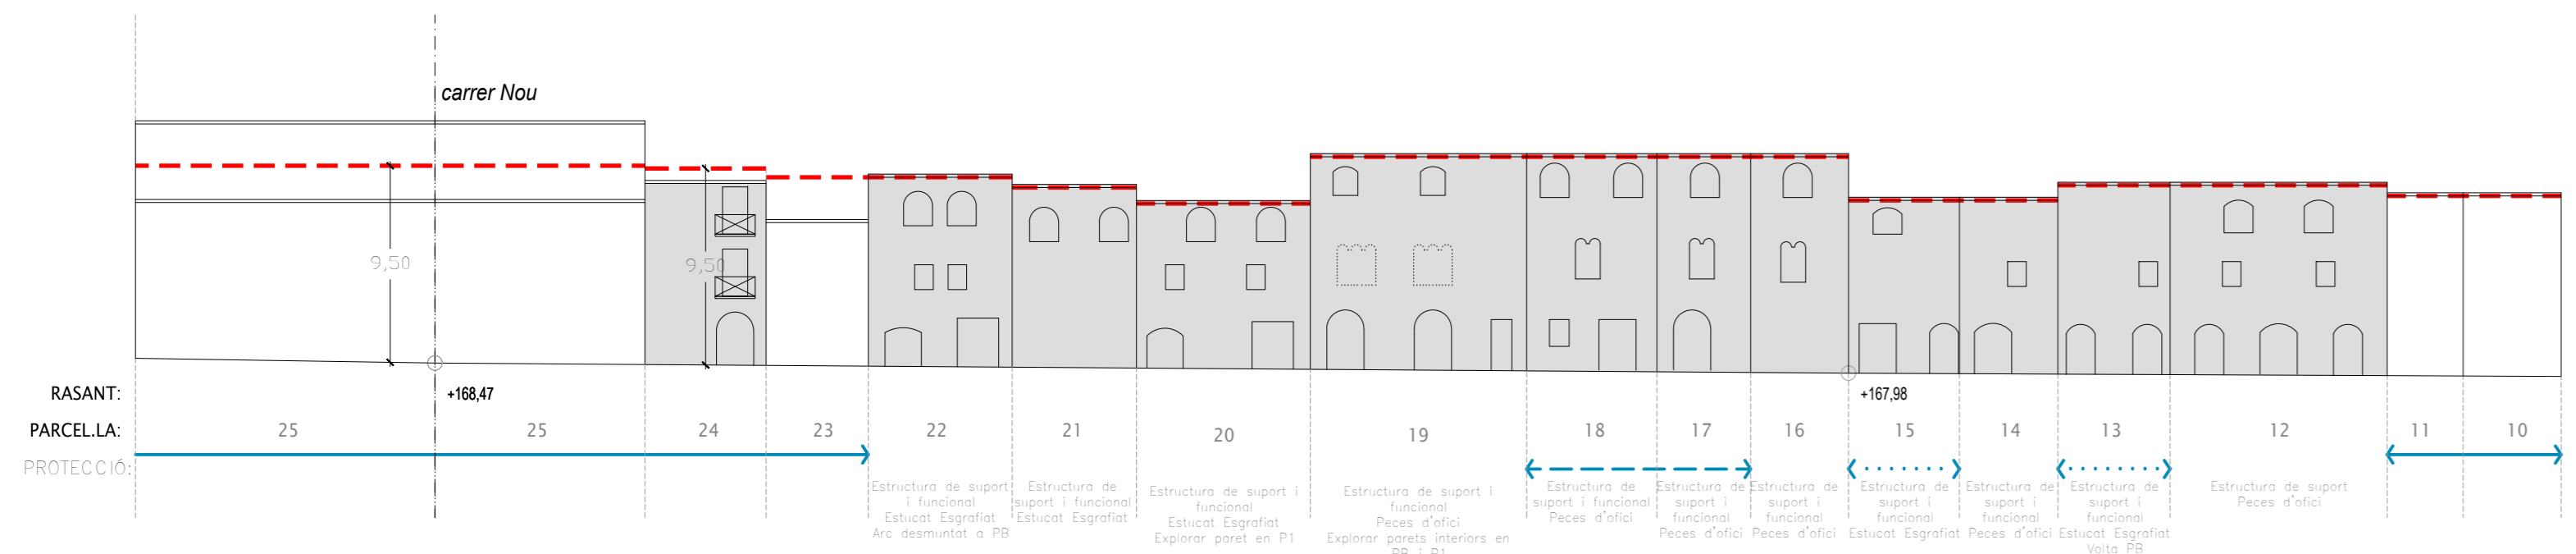 carrer Nou
9,50
9,50
RASANT:
+168,47
+167,98
PARCEL.LA:
25
25
24
23
22
21
20
19
18
17
16
15
14
13
12
11
10
PROTECCIÓ:
Estructura de suport
i funcional
Estucat Esgrafiat
Arc desmuntat a PB
Estructura de
suport i funcional
Estucat Esgrafiat
Estructura de suport i
funcional
Estucat Esgrafiat
Explorar paret en P1
Estructura de suport i
funcional
Peces d'ofici
Explorar parets interiors en
PB i P1
Estructura de
suport i funcional
Peces d'ofici
Estructura de
suport i
funcional
Peces d'ofici
Estructura de
suport i
funcional
Peces d'ofici
Estructura de
suport i
funcional
Estucat Esgrafiat
Estructura de
suport i
funcional
Peces d'ofici
Estructura de
suport i
funcional
Estucat Esgrafiat
Volta PB
Estructura de suport
Peces d'ofici